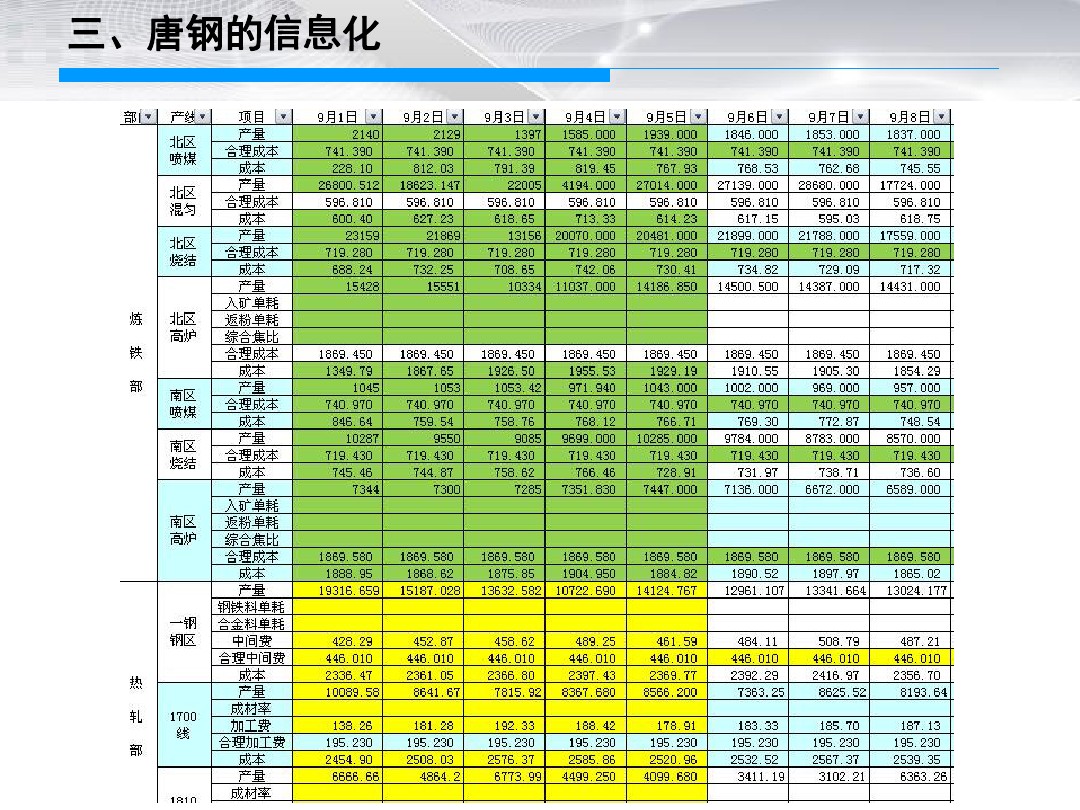 三、唐钢的信息化
部 产线 项目 9月1日 9月2日 9月3日 9月4日 9月5日 9月6日 9月7日 9月8日
炼铁部
北区喷煤
产量 2140 2129 1397 1585.000 1939.000 1846.000 1853.000 1837.000
合理成本 741.390 741.390 741.390 741.390 741.390 741.390 741.390 741.390
成本 228.10 812.03 791.39 819.45 767.93 766.53 762.68 745.55
北区混匀
产量 26800.512 18623.147 22005 4194.000 27014.000 27139.000 28680.000 17724.000
合理成本 596.810 596.810 596.810 596.810 596.810 596.810 596.810 596.810
成本 600.40 627.23 618.65 713.33 614.23 617.15 595.03 618.75
北区烧结
产量 23159 21869 13156 20070.000 20481.000 21899.000 21788.000 17559.000
合理成本 719.280 719.280 719.280 719.280 719.280 719.280 719.280 719.280
成本 688.24 732.25 708.65 742.06 730.41 734.82 729.09 717.32
北区高炉
产量 15428 15551 10334 11037.000 14186.850 14500.500 14387.000 14431.000
入矿单耗
返粉单耗
综合焦比
合理成本 1869.450 1869.450 1869.450 1869.450 1869.450 1869.450 1869.450 1869.450
成本 1349.79 1867.65 1926.50 1955.53 1929.19 1910.55 1905.30 1854.29
南区喷煤
产量 1045 1053 1053.42 971.940 1043.000 1002.000 969.000 957.000
合理成本 740.970 740.970 740.970 740.970 740.970 740.970 740.970 740.970
成本 846.64 759.54 758.76 768.12 766.71 769.30 772.87 748.54
南区烧结
产量 10287 9550 9085 9699.000 10285.000 9784.000 8783.000 8570.000
合理成本 719.430 719.430 719.430 719.430 719.430 719.430 719.430 719.430
成本 745.46 744.87 758.62 766.46 728.91 731.97 738.71 736.60
南区高炉
产量 7344 7300 7285 7351.830 7447.000 7136.000 6672.000 6589.000
入矿单耗
返粉单耗
综合焦比
合理成本 1869.580 1869.580 1869.580 1869.580 1869.580 1869.580 1869.580 1869.580
成本 1888.95 1868.62 1875.85 1904.950 1884.82 1890.52 1897.97 1865.02
热轧部
一钢钢区
产量 19316.659 15187.028 13632.582 10722.690 14124.767 12961.107 13341.664 13024.177
钢铁料单耗
合金料单耗
中间费 428.29 452.87 458.62 489.25 461.59 484.11 508.79 487.21
合理中间费 446.010 446.010 446.010 446.010 446.010 446.010 446.010 446.010
成本 2336.47 2361.05 2366.80 2397.43 2369.77 2392.29 2416.97 2356.70
1700线
产量 10089.58 8641.67 7815.92 8367.680 8566.200 7363.25 8625.52 8193.64
成材率
加工费 138.26 181.28 192.33 188.42 178.91 183.33 185.70 187.13
合理加工费 195.230 195.230 195.230 195.230 195.230 195.230 195.230 195.230
成本 2454.90 2508.03 2576.37 2585.86 2520.96 2532.52 2567.37 2539.35
1810
产量 6666.66 4864.2 6773.99 4499.250 4099.680 3411.19 3102.21 6363.26
成材率